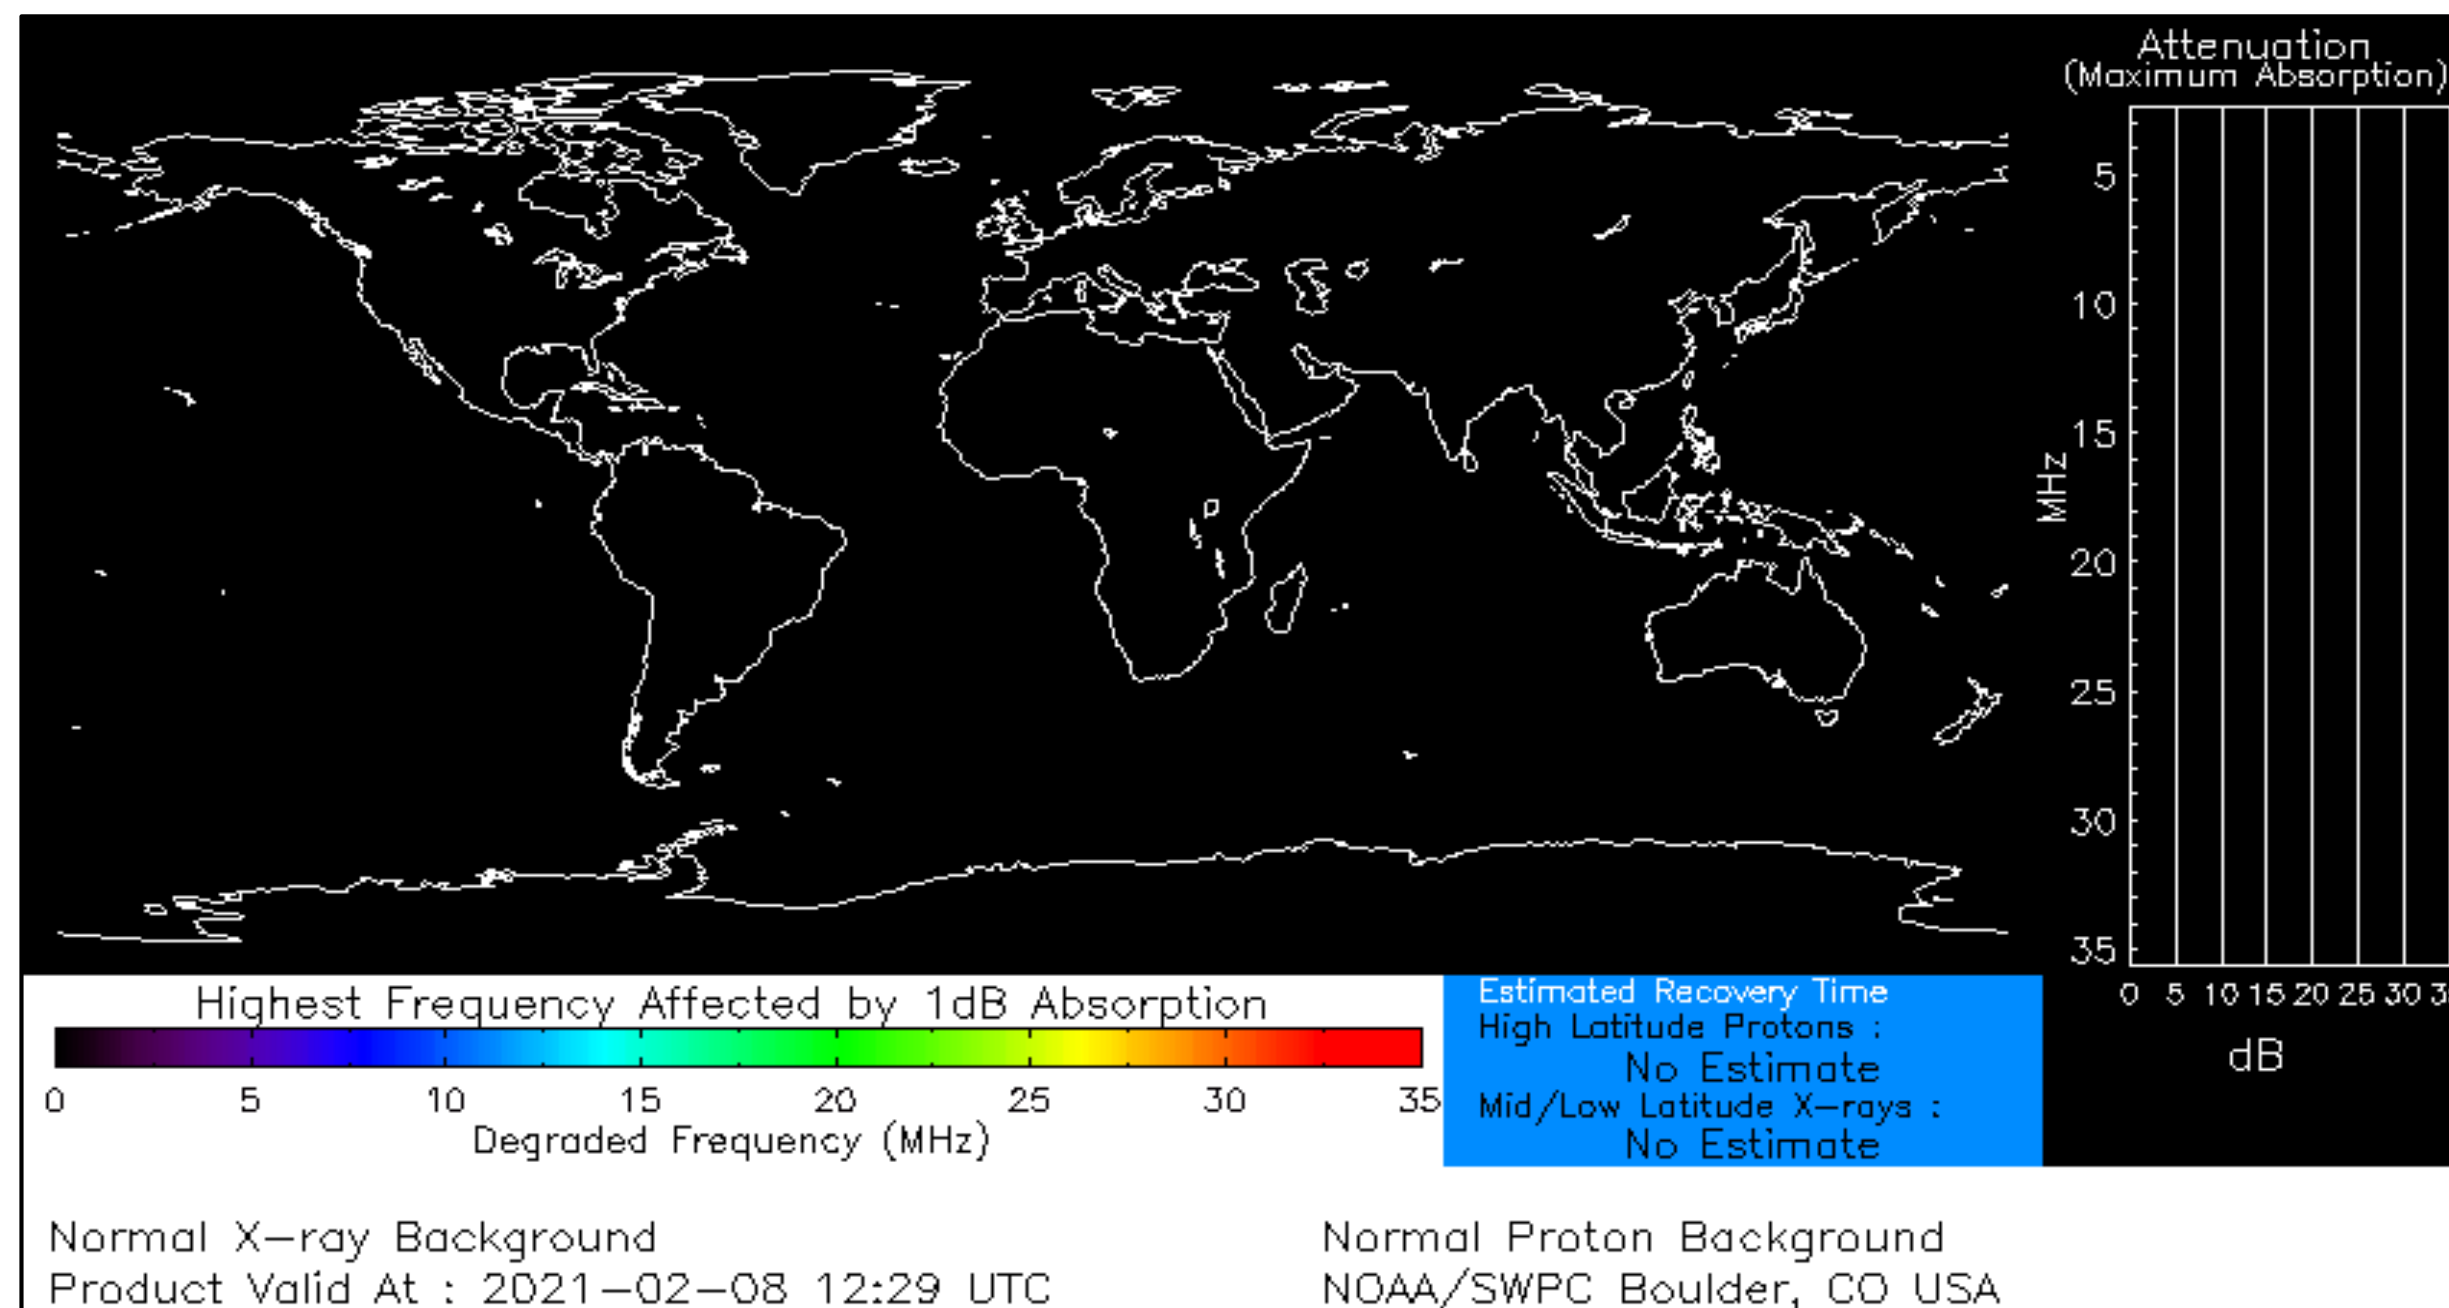 Attenuation
(Maximum Absorption)
5
10
15
20
25
30
35
MHz
0 5 10 15 20 25 30
dB
Highest Frequency Affected by 1dB Absorption
0 5 10 15 20 25 30 35
Degraded Frequency (MHz)
Estimated Recovery Time
High Latitude Protons :
No Estimate
Mid/Low Latitude X-rays :
No Estimate
Normal X-ray Background
Product Valid At : 2021-02-08 12:29 UTC
Normal Proton Background
NOAA/SWPC Boulder, CO USA